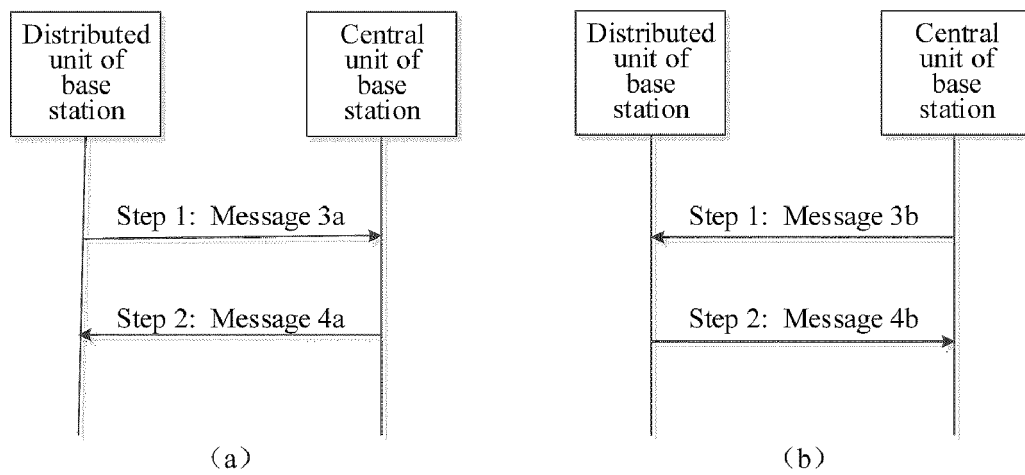 Distributed
unit of
base
station
Central
unit of
base
station
Step 1: Message 3a
Step 2: Message 4a
(a)
Distributed
unit of
base
station
Central
unit of
base
station
Step 1: Message 3b
Step 2: Message 4b
(b)